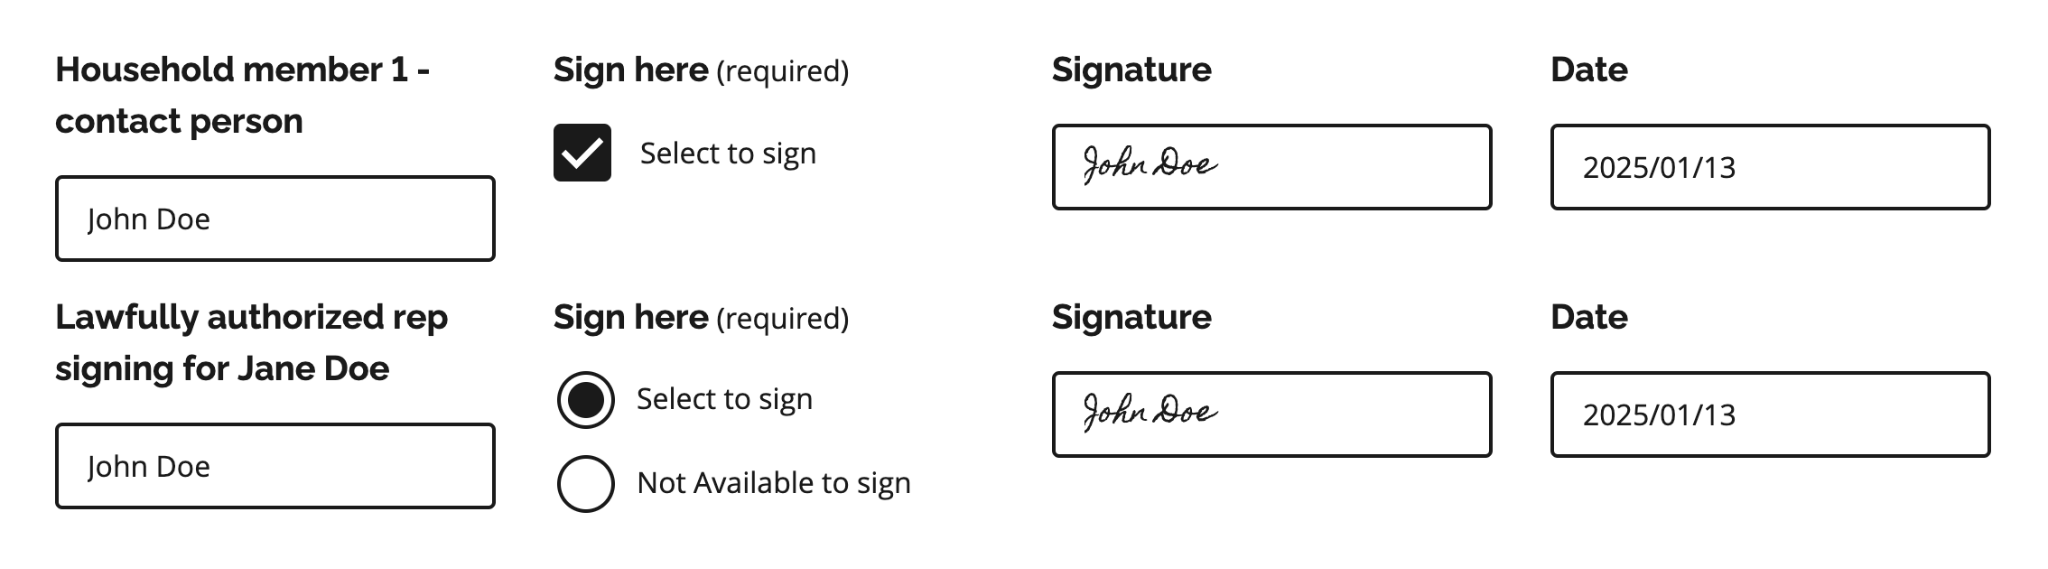 Household member 1 -
contact person
John Doe
Sign here (required)
Select to sign
Signature
John Doe
Date
2025/01/13
Lawfully authorized rep
signing for Jane Doe
John Doe
Sign here (required)
Select to sign
Not Available to sign
Signature
John Doe
Date
2025/01/13